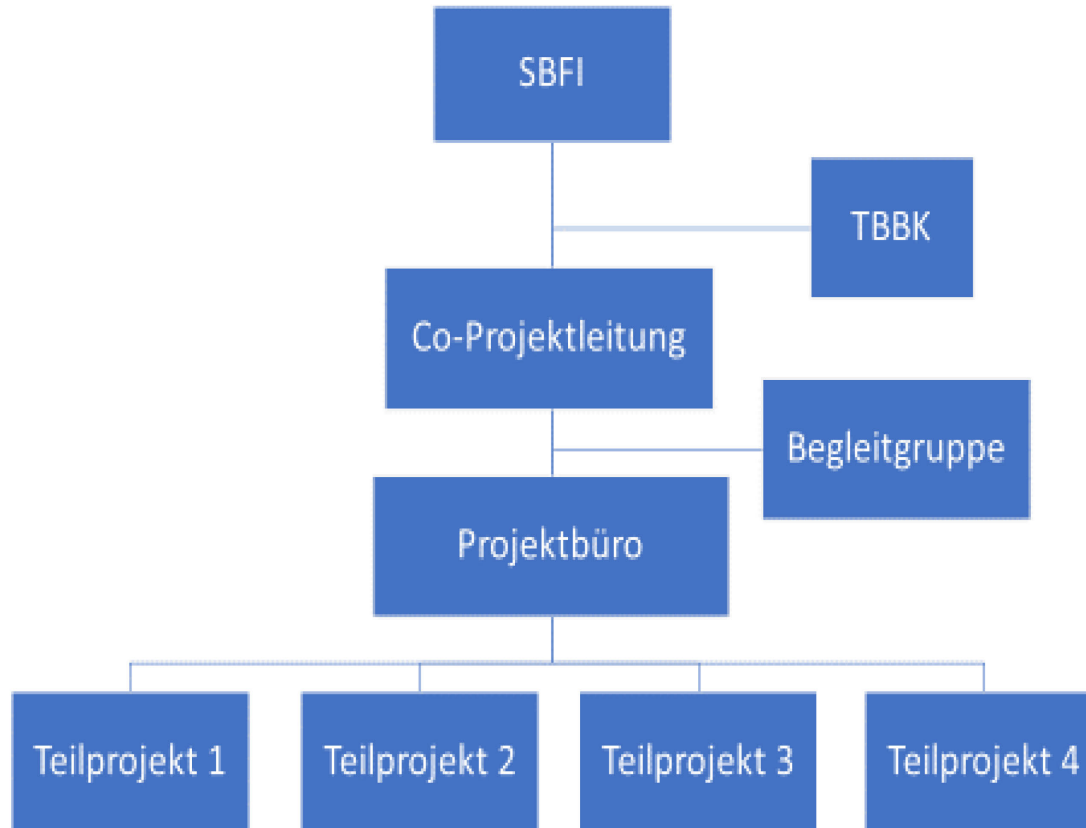 SBFI
TBBK
Co-Projektleitung
Begleitgruppe
Projektbüro
Teilprojekt 1
Teilprojekt 2
Teilprojekt 3
Teilprojekt 4